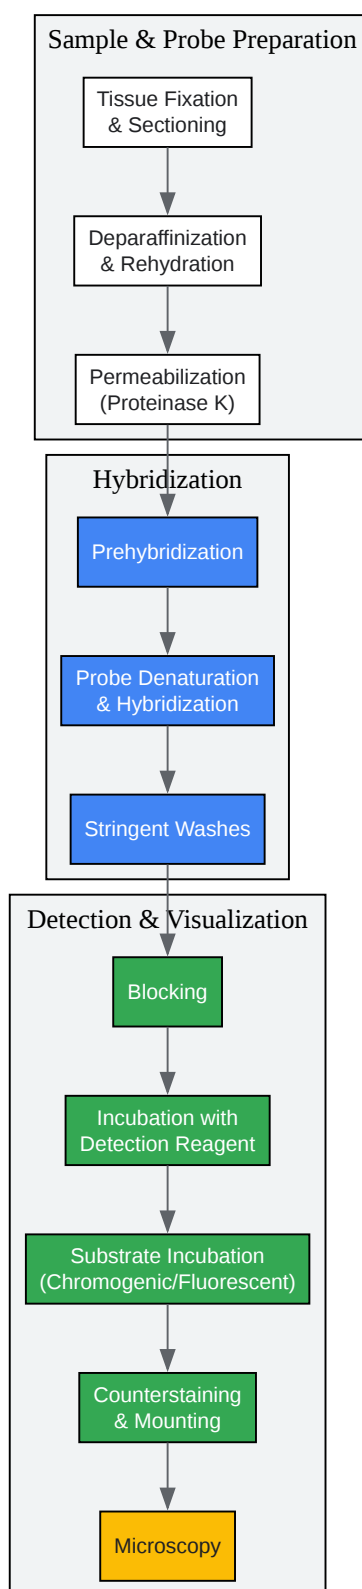 Sample & Probe Preparation
Tissue Fixation
& Sectioning
Deparaffinization
& Rehydration
Permeabilization
(Proteinase K)
Hybridization
Prehybridization
Probe Denaturation
& Hybridization
Stringent Washes
Detection & Visualization
Blocking
Incubation with
Detection Reagent
Substrate Incubation
(Chromogenic/Fluorescent)
Counterstaining
& Mounting
Microscopy